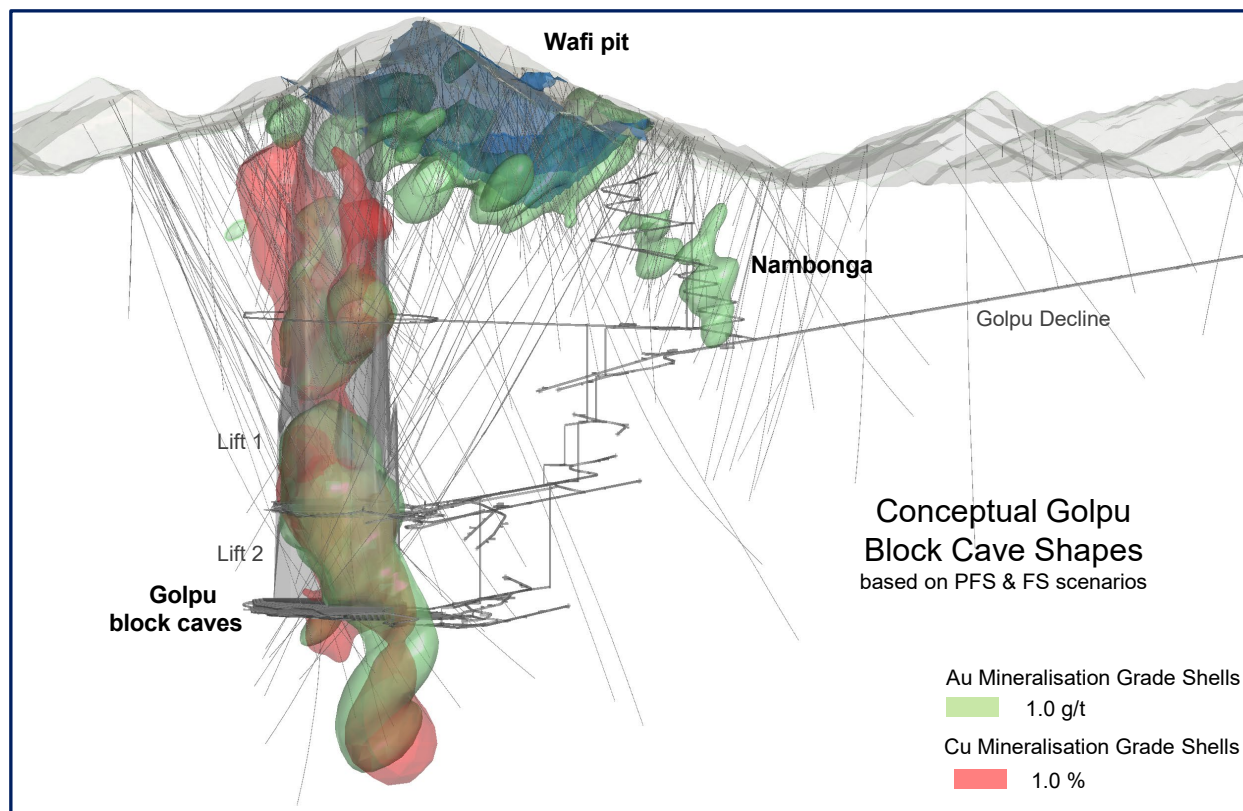 Wafi pit
Nambonga
Golpu Decline
Lift 1
Lift 2
Golpu
block caves
Conceptual Golpu
Block Cave Shapes
based on PFS & FS scenarios
Au Mineralisation Grade Shells
1.0 g/t
Cu Mineralisation Grade Shells
1.0 %